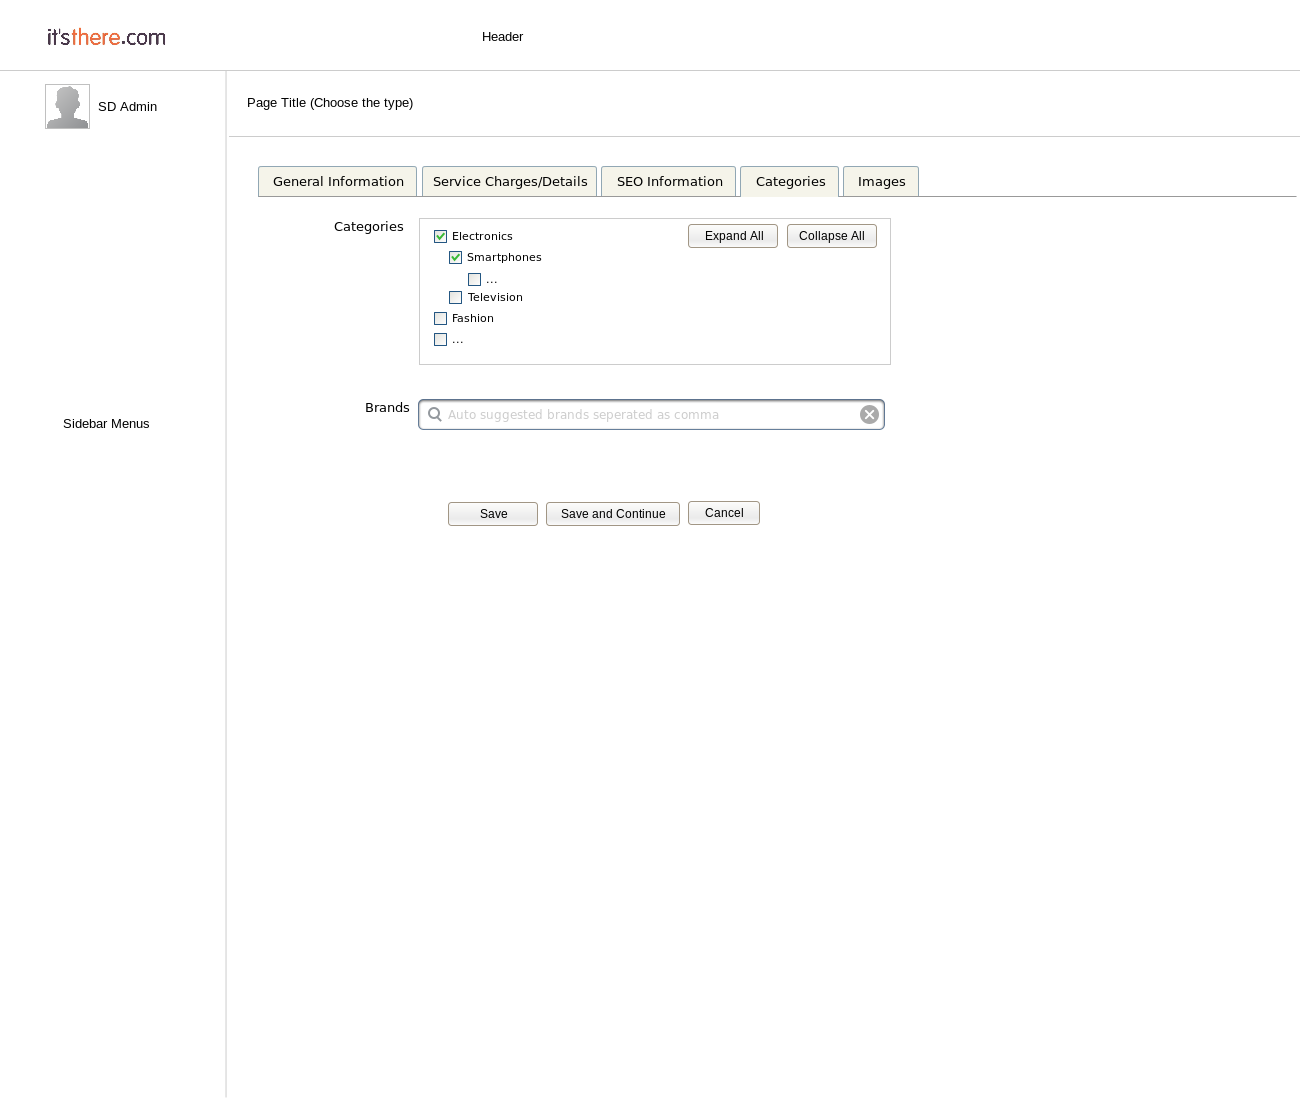 it'sthere.com
Header
SD Admin
Page Title (Choose the type)
General Information Service Charges/Details SEO Information Categories Images
Categories
Electronics
Expand All Collapse All
Smartphones
...
Television
Fashion
...
Brands
Auto suggested brands seperated as comma
Sidebar Menus
Save Save and Continue Cancel